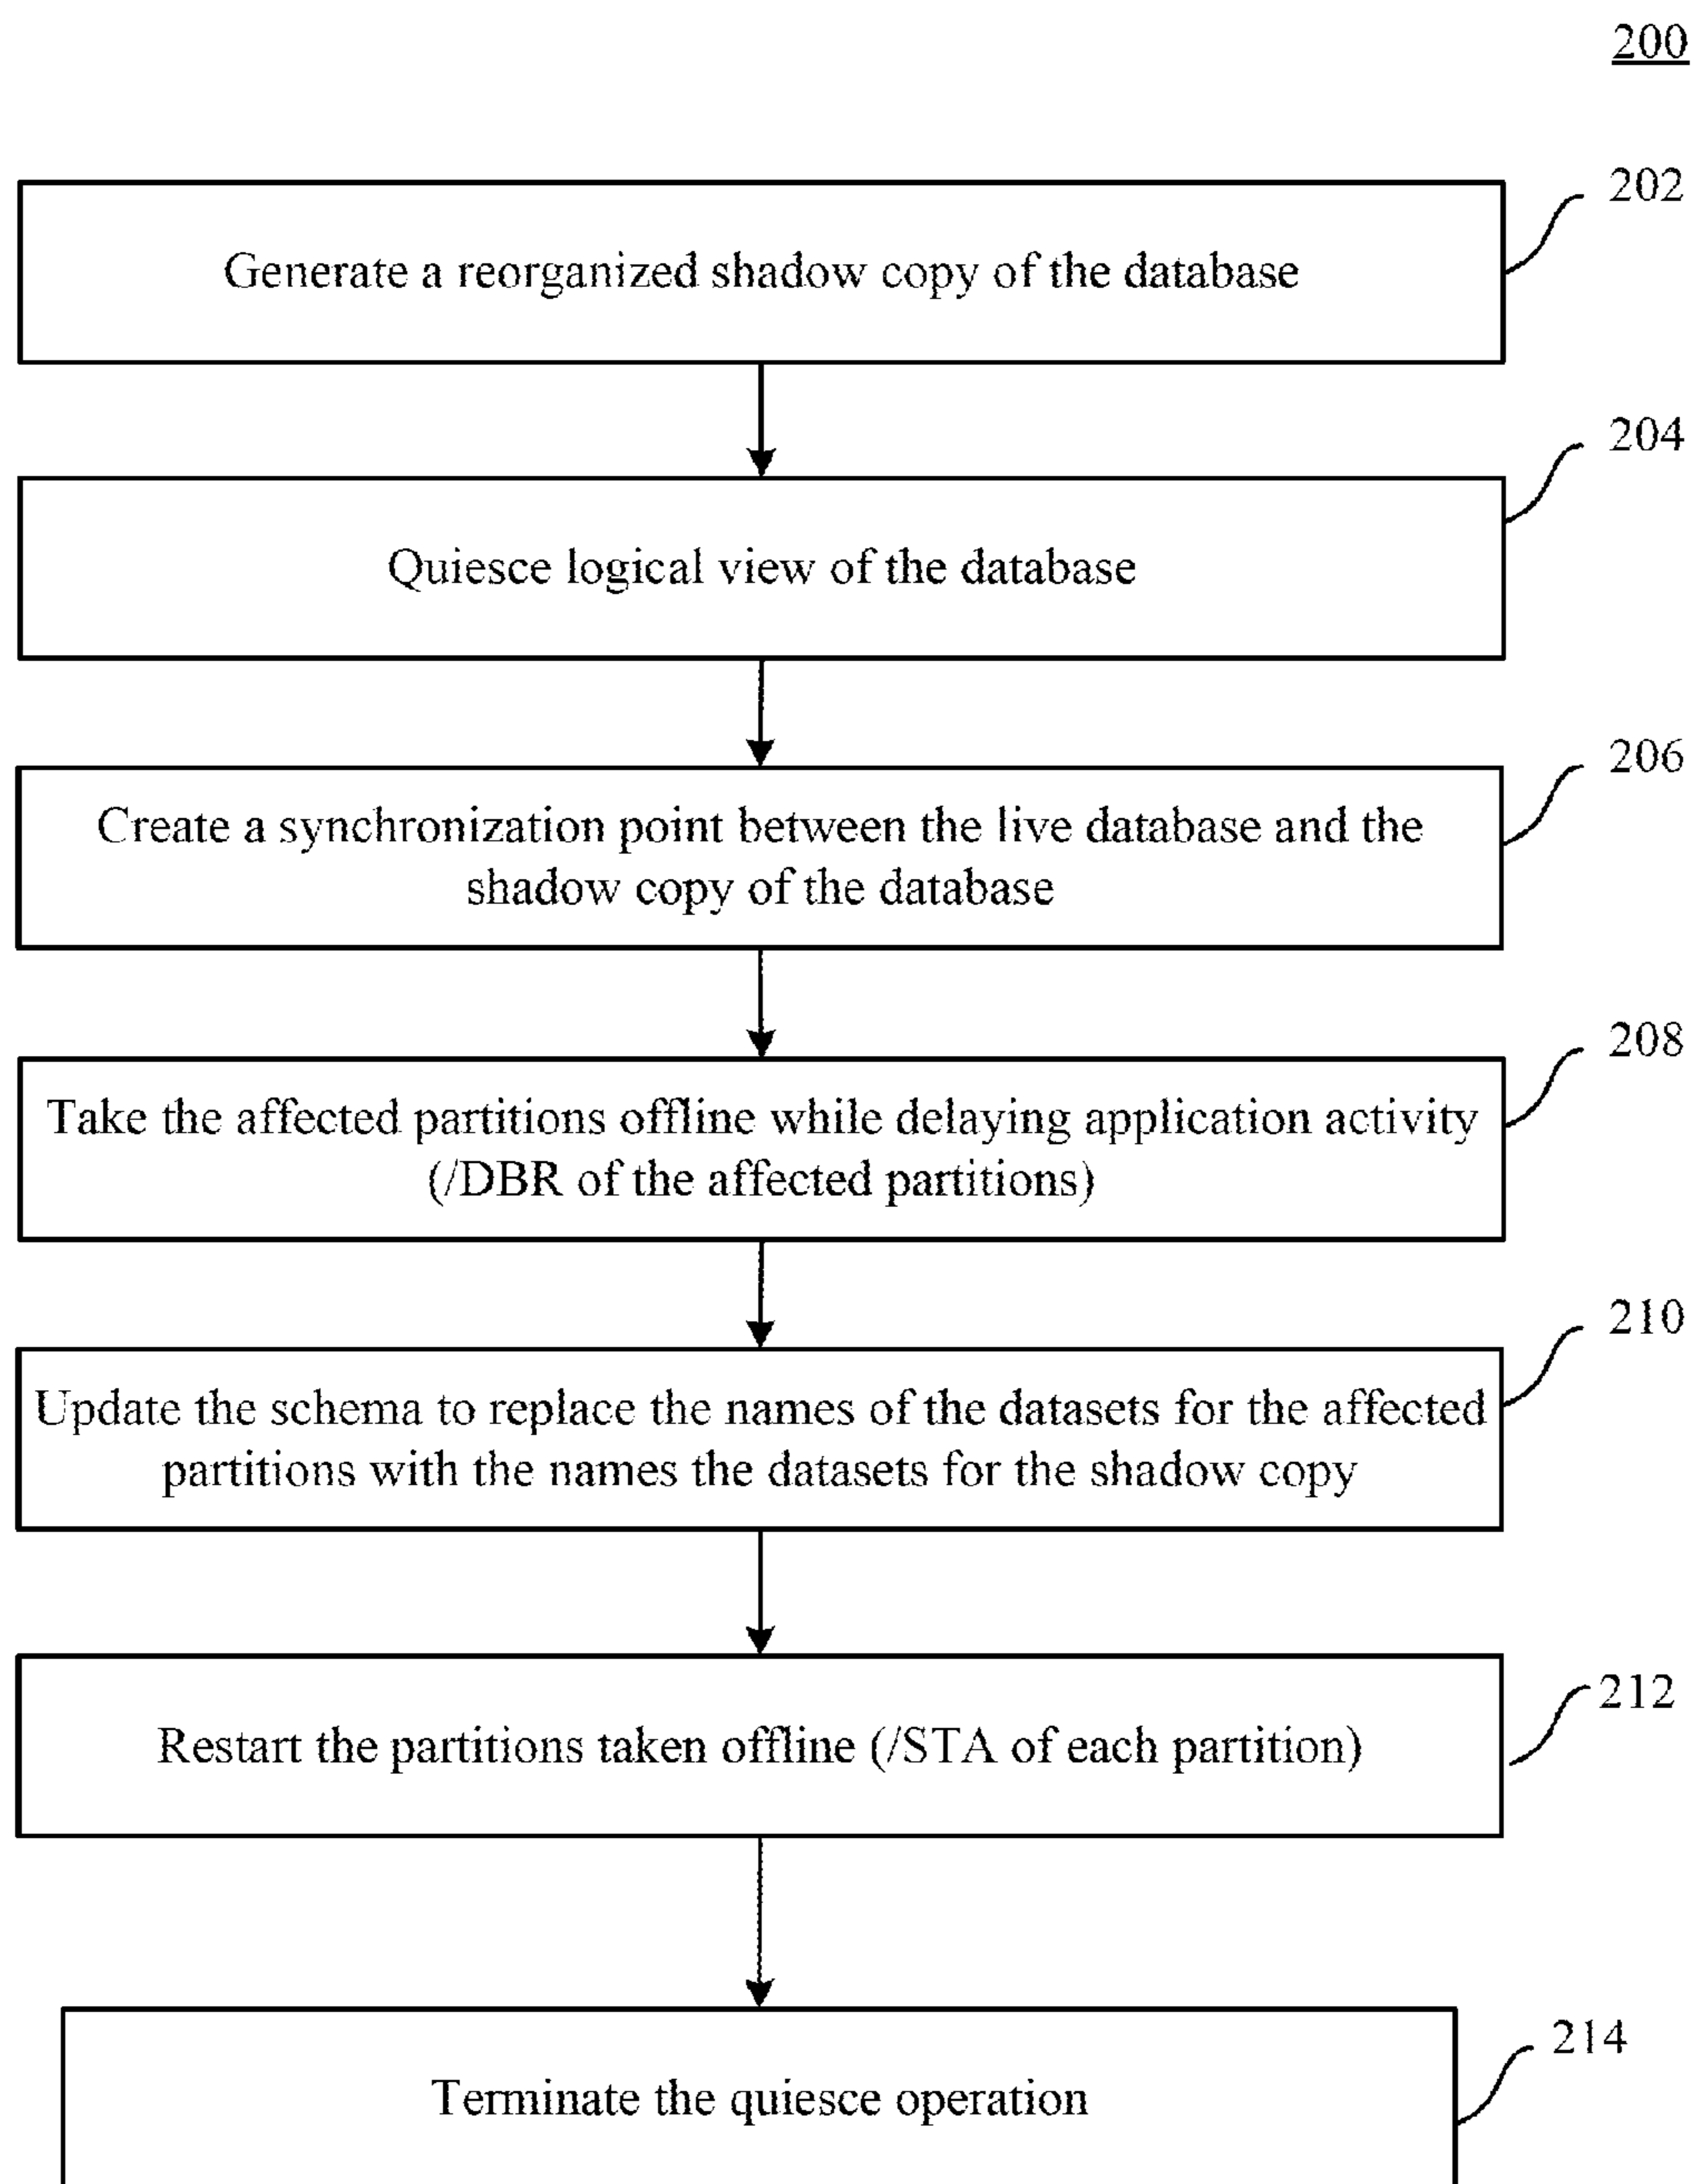 200
202
Generate a reorganized shadow copy of the database
204
Quiesce logical view of the database
206
Create a synchronization point between the live database and the
shadow copy of the database
208
Take the affected partitions offline while delaying application activity
(/DBR of the affected partitions)
210
Update the schema to replace the names of the datasets for the affected
partitions with the names the datasets for the shadow copy
212
Restart the partitions taken offline (/STA of each partition)
214
Terminate the quiesce operation